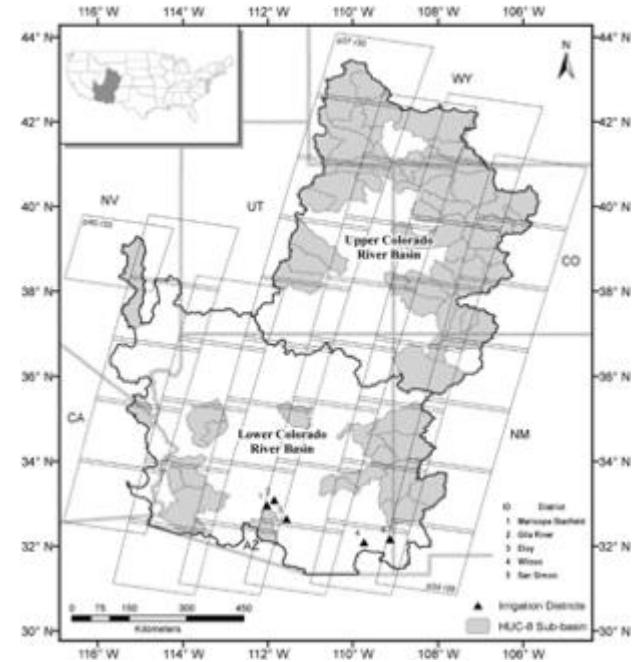 116°W 114°W 112°W 110°W 108°W 106°W
44°N 44°N
N
WY
42°N 42°N
NV
UT
40°N 40°N
Upper Colorado
River Basin
CO
38°N 38°N
36°N 36°N
CA
Lower Colorado
River Basin
NM
34°N 34°N
ID District
1 Maricopa Stanfield
2 Gila River
3 Eloy
4 Wilcox
5 San Simon
32°N 32°N
AZ
0 75 150 300 450
Kilometers
Irrigation Districts
HUC-8 Sub-basin
30°N 30°N
116°W 114°W 112°W 110°W 108°W 106°W